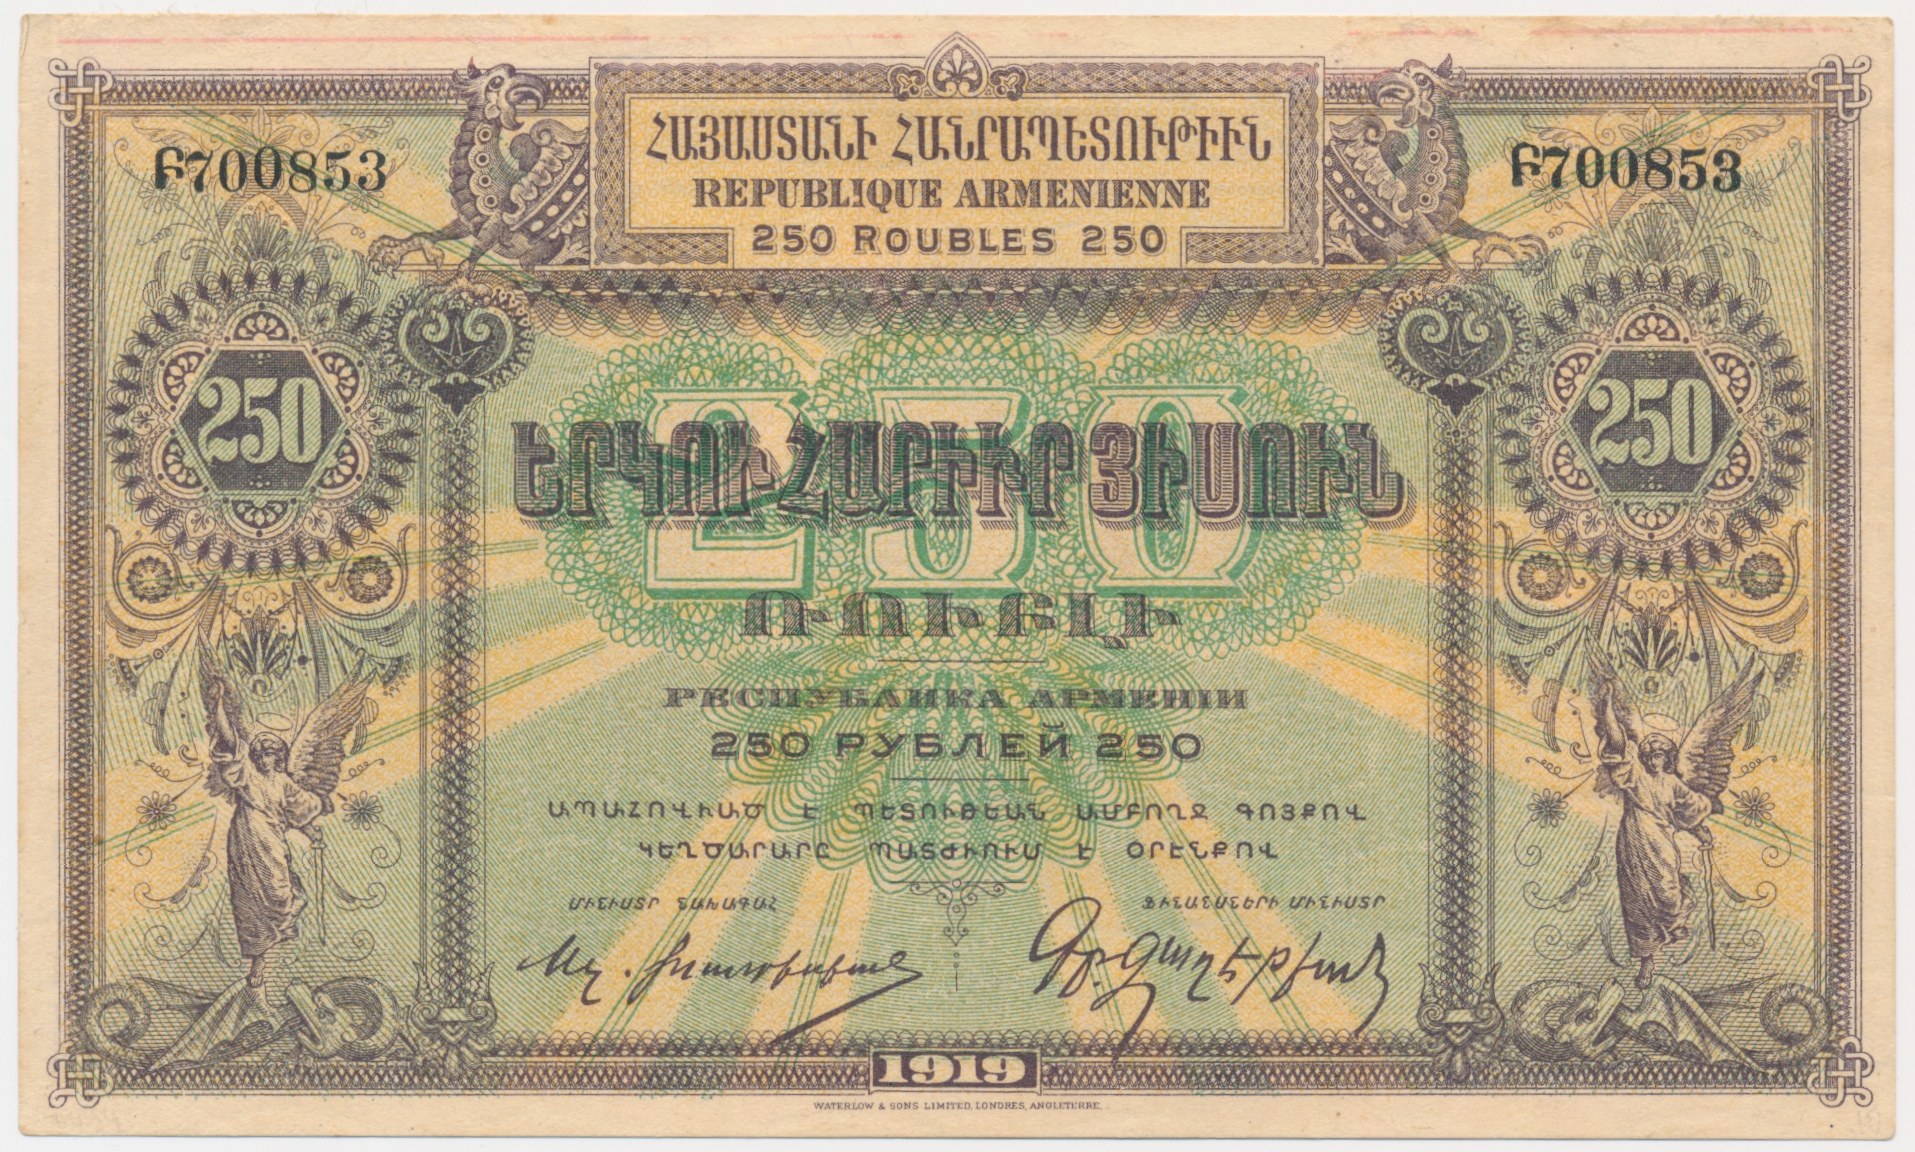 ՀԱՅԱՍՏԱՆԻ ՀԱՆՐԱՊԵՏՈՒԹԻՒՆ
REPUBLIQUE ARMENIENNE
250 ROUBLES 250
Բ700853
Բ700853
250
250
250
ԵՐԿՈՒ ՀԱՐԻՒՐ ՅԻՍՈՒՆ
ՌՈՒԲԼԻ
РЕСПУБЛИКА АРМЕНІИ
250 РУБЛЕЙ 250
ԱՊԱՀՈՎՒԱԾ Է ՊԵՏՈՒԹԵԱՆ ԱՄԲՈՂՋ ԳՈՅՔՈՎ
ԿԵՂԾԱՐԱՐԸ ՊԱՏԺՒՈՒՄ Է ՕՐԷՆՔՈՎ
ՄԻՆԻՍՏՐ ՆԱԽԱԳԱՀ
ՖԻՆԱՆՍՆԵՐԻ ՄԻՆԻՍՏՐ
Ալ. Խատիսեան
1919
WATERLOW & SONS LIMITED, LONDRES, ANGLETERRE.